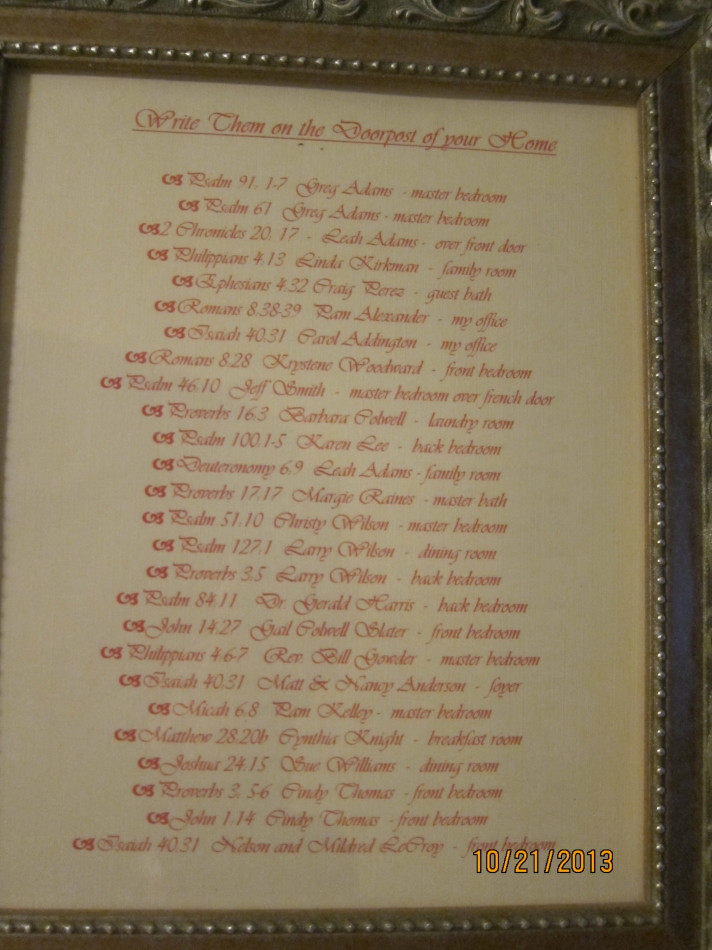 Write Them on the Doorpost of your Home
Psalm 91, 1-7 Greg Adams - master bedroom
Psalm 61 Greg Adams - master bedroom
2 Chronicles 20, 17 - Leah Adams - over front door
Philippians 4,13 Linda Kirkman - family room
Ephesians 4,32 Craig Perez - guest bath
Romans 8,38-39 Pam Alexander - my office
Isaiah 40,31 Carol Addington - my office
Romans 8,28 Krystene Woodward - front bedroom
Psalm 46,10 Jeff Smith - master bedroom over french door
Proverbs 16,3 Barbara Colwell - laundry room
Psalm 100,1-5 Karen Lee - back bedroom
Deuteronomy 6,9 Leah Adams - family room
Proverbs 17,17 Margie Raines - master bath
Psalm 51,10 Christy Wilson - master bedroom
Psalm 127,1 Larry Wilson - dining room
Proverbs 3,5 Larry Wilson - back bedroom
Psalm 84,11 Dr. Gerald Harris - back bedroom
John 14,27 Gail Colwell Slater - front bedroom
Philippians 4,6-7 Rev. Bill Gowder - master bedroom
Isaiah 40,31 Matt & Nancy Anderson - foyer
Micah 6,8 Pam Kelley - master bedroom
Matthew 28,20b Cynthia Knight - breakfast room
Joshua 24,15 Sue Williams - dining room
Proverbs 3, 5-6 Cindy Thomas - front bedroom
John 1,14 Cindy Thomas - front bedroom
Isaiah 40,31 Nelson and Mildred LeCroy - front bedroom
10/21/2013